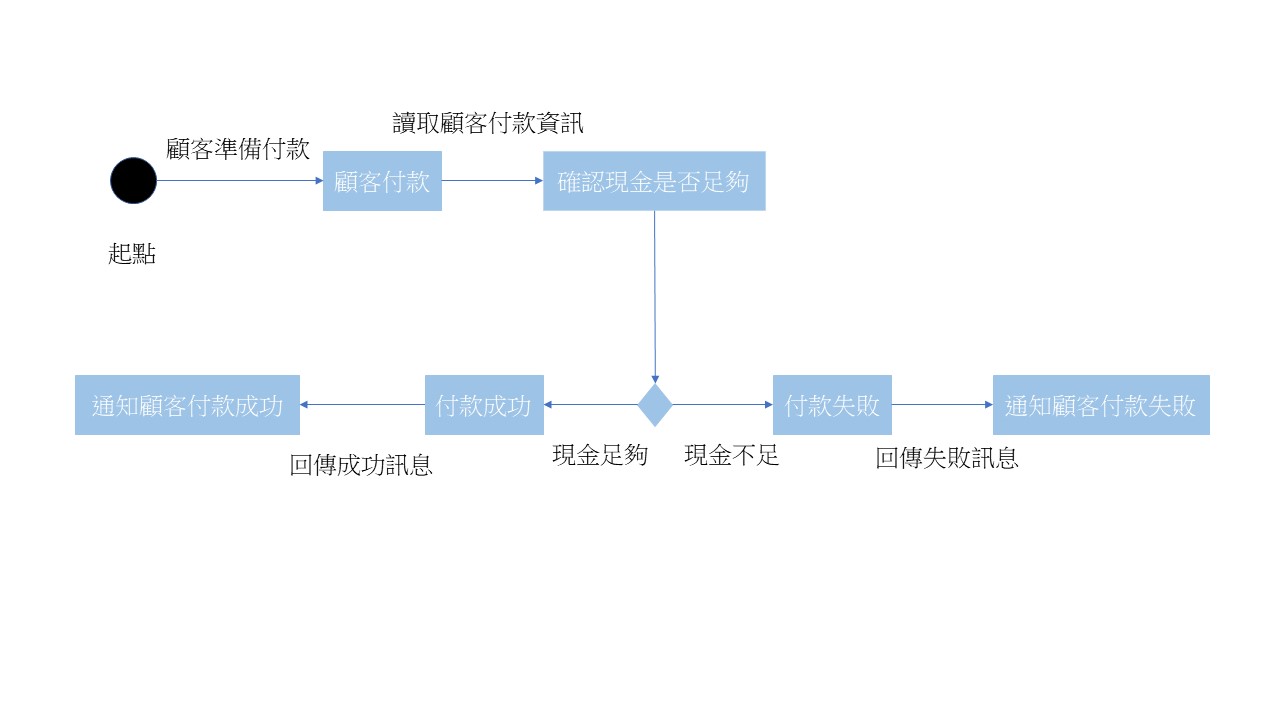 讀取顧客付款資訊
顧客準備付款
顧客付款
確認現金是否足夠
起點
通知顧客付款成功
付款成功
付款失敗
通知顧客付款失敗
回傳成功訊息
現金足夠
現金不足
回傳失敗訊息